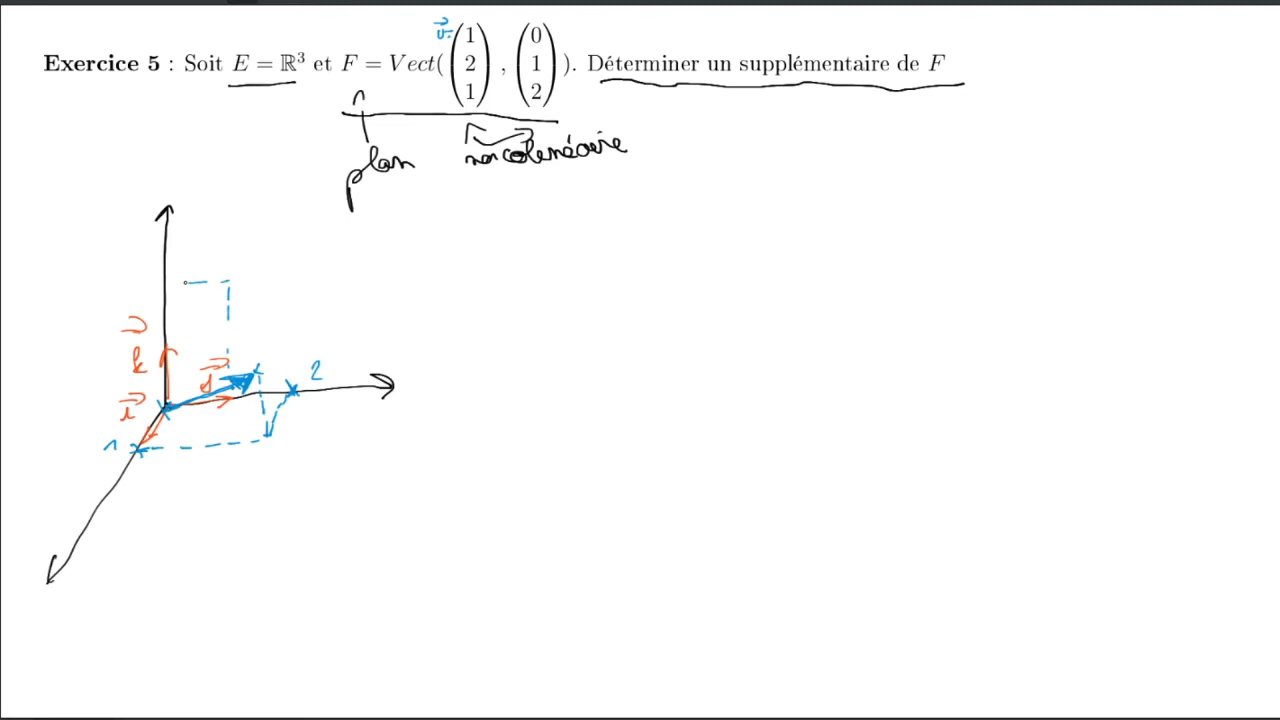 Exercice 5 : Soit E = ℝ³ et F = Vect( (1 2 1), (0 1 2) ). Déterminer un supplémentaire de F
v⃗
plan
non colinéaire
k⃗
j⃗
2
i⃗
1